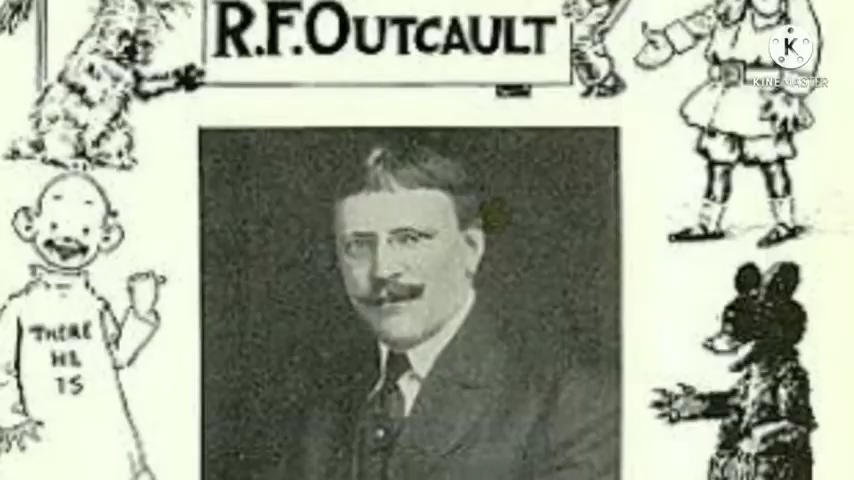 R.F.OUTCAULT
K
KINEMASTER
THERE
HE
IS